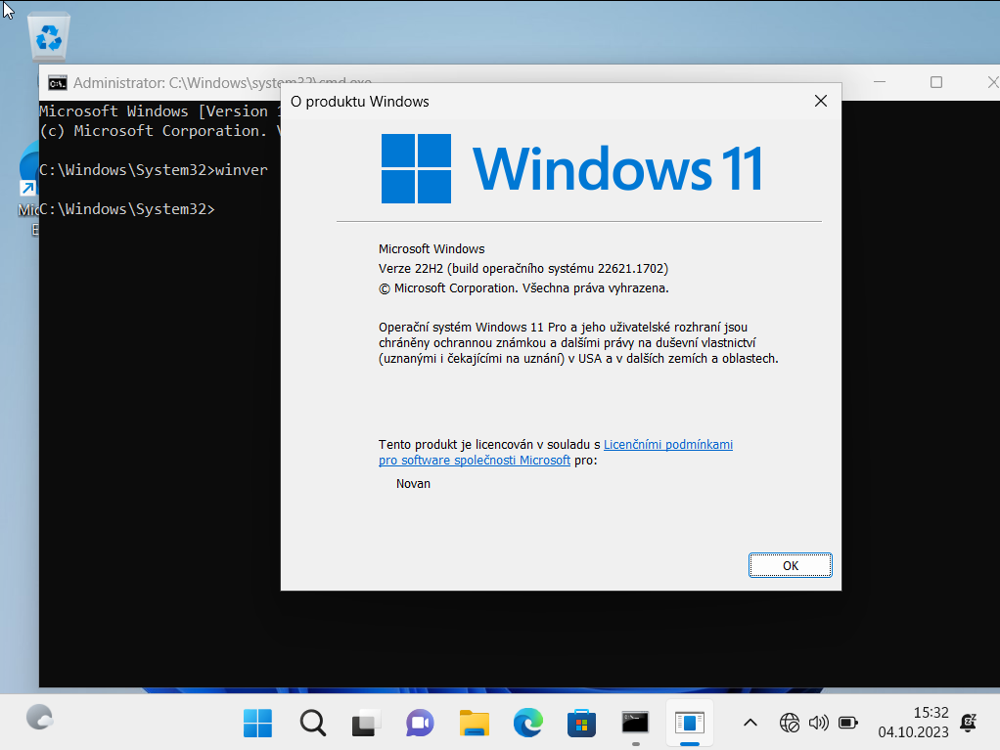 Administrator: C:\Windows\system32\cmd.exe
O produktu Windows
Microsoft Windows [Version
(c) Microsoft Corporation.
C:\Windows\System32>winver
C:\Windows\System32>
Windows 11
Microsoft Windows
Verze 22H2 (build operačního systému 22621.1702)
© Microsoft Corporation. Všechna práva vyhrazena.
Operační systém Windows 11 Pro a jeho uživatelské rozhraní jsou
chráněny ochrannou známkou a dalšími právy na duševní vlastnictví
(uznanými i čekajícími na uznání) v USA a v dalších zemích a oblastech.
Tento produkt je licencován v souladu s Licenčními podmínkami
pro software společnosti Microsoft pro:
Novan
OK
15:32
04.10.2023